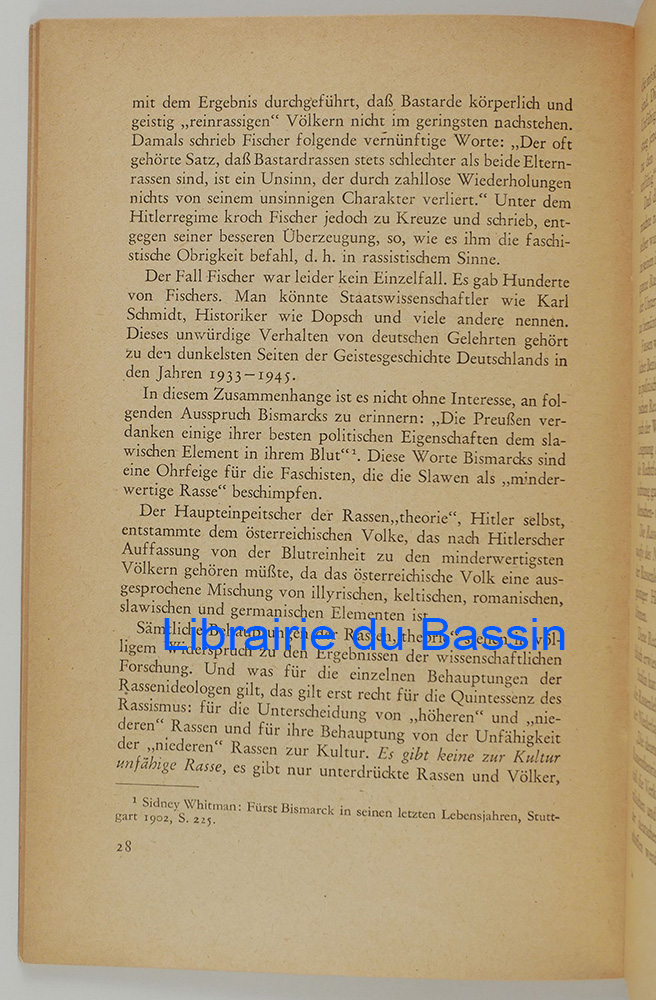 mit dem Ergebnis durchgeführt, daß Bastarde körperlich und
geistig „reinrassigen“ Völkern nicht im geringsten nachstehen.
Damals schrieb Fischer folgende vernünftige Worte: „Der oft
gehörte Satz, daß Bastardrassen stets schlechter als beide Eltern-
rassen sind, ist ein Unsinn, der durch zahllose Wiederholungen
nichts von seinem unsinnigen Charakter verliert.“ Unter dem
Hitlerregime kroch Fischer jedoch zu Kreuze und schrieb, ent-
gegen seiner besseren Überzeugung, so, wie es ihm die faschi-
stische Obrigkeit befahl, d. h. in rassistischem Sinne.
Der Fall Fischer war leider kein Einzelfall. Es gab Hunderte
von Fischers. Man könnte Staatswissenschaftler wie Karl
Schmidt, Historiker wie Dopsch und viele andere nennen.
Dieses unwürdige Verhalten von deutschen Gelehrten gehört
zu den dunkelsten Seiten der Geistesgeschichte Deutschlands in
den Jahren 1933–1945.
In diesem Zusammenhange ist es nicht ohne Interesse, an fol-
genden Ausspruch Bismarcks zu erinnern: „Die Preußen ver-
danken einige ihrer besten politischen Eigenschaften dem sla-
wischen Element in ihrem Blut“¹. Diese Worte Bismarcks sind
eine Ohrfeige für die Faschisten, die die Slawen als „minder-
wertige Rasse“ beschimpfen.
Der Haupteinpeitscher der Rassen„theorie“, Hitler selbst,
entstammte dem österreichischen Volke, das nach Hitlerscher
Auffassung von der Blutreinheit zu den minderwertigsten
Völkern gehören müßte, da das österreichische Volk eine aus-
gesprochene Mischung von illyrischen, keltischen, romanischen,
slawischen und germanischen Elementen ist.
Sämtliche Behauptungen der Rassen„theorie“ stehen in völ-
Librairie du Bassin
ligem Widerspruch zu den Ergebnissen der wissenschaftlichen
Forschung. Und was für die einzelnen Behauptungen der
Rassenideologen gilt, das gilt erst recht für die Quintessenz des
Rassismus: für die Unterscheidung von „höheren“ und „nie-
deren“ Rassen und für ihre Behauptung von der Unfähigkeit
der „niederen“ Rassen zur Kultur. Es gibt keine zur Kultur
unfähige Rasse, es gibt nur unterdrückte Rassen und Völker,
¹ Sidney Whitman: Fürst Bismarck in seinen letzten Lebensjahren, Stutt-
gart 1902, S. 225.
28